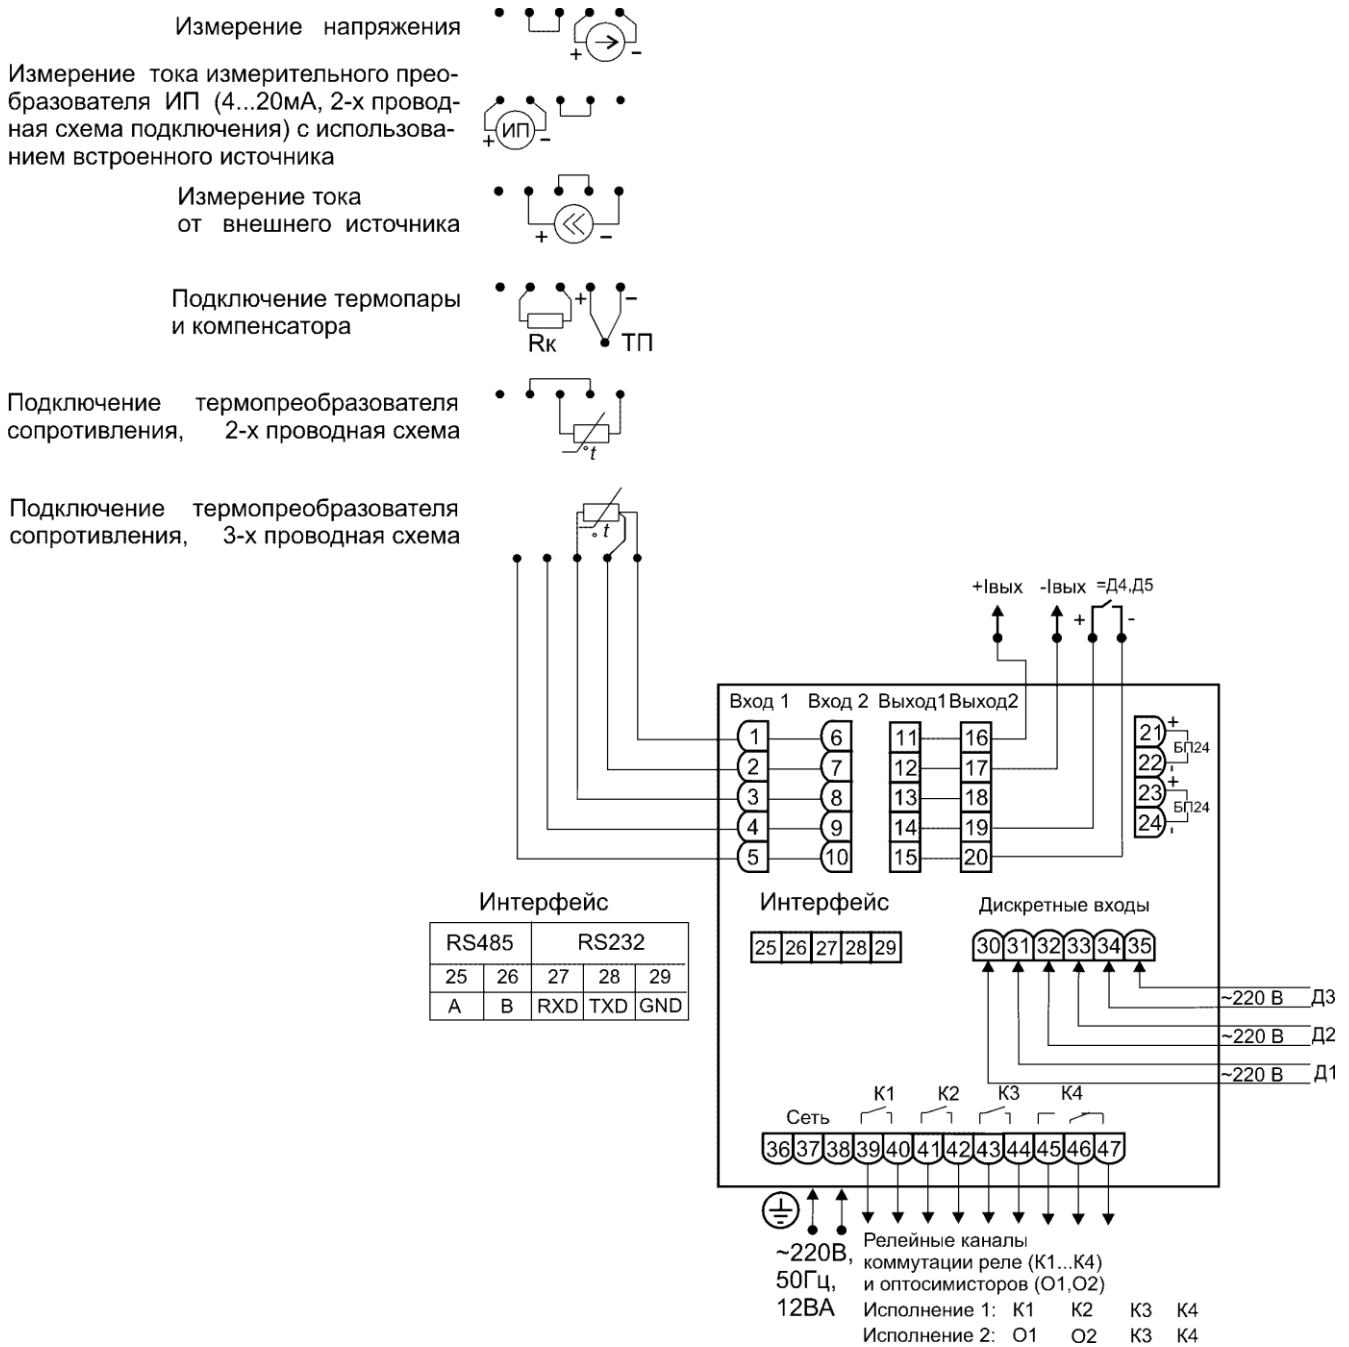 Измерение напряжения
+ −
Измерение тока измерительного прео-
бразователя ИП (4...20мА, 2-х провод-
ная схема подключения) с использова-
нием встроенного источника
+ ИП −
Измерение тока
от внешнего источника
+ −
Подключение термопары
и компенсатора
+ −
Rк ТП
Подключение термопреобразователя
сопротивления, 2-х проводная схема
°t
Подключение термопреобразователя
сопротивления, 3-х проводная схема
°t
+Iвых -Iвых =Д4,Д5
+ -
Вход 1 Вход 2 Выход1 Выход2
1 6 11 16
2 7 12 17
3 8 13 18
4 9 14 19
5 10 15 20
21 +
БП24
22 -
23 +
БП24
24 -
Интерфейс
RS485 RS232
25 26 27 28 29
A B RXD TXD GND
Интерфейс
25 26 27 28 29
Дискретные входы
30 31 32 33 34 35
~220 В Д3
~220 В Д2
~220 В Д1
К1 К2 К3 К4
Сеть
36 37 38 39 40 41 42 43 44 45 46 47
~220В,
50Гц,
12ВА
Релейные каналы
коммутации реле (К1...К4)
и оптосимисторов (О1,О2)
Исполнение 1: К1 К2 К3 К4
Исполнение 2: О1 О2 К3 К4